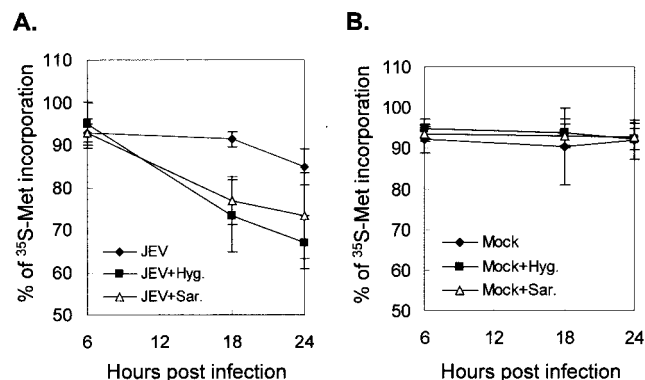 A.
% of ³⁵S-Met incorporation
110
100
90
80
70
60
50
JEV
JEV+Hyg.
JEV+Sar.
6
18
24
Hours post infection
B.
% of ³⁵S-Met incorporation
110
100
90
80
70
60
50
Mock
Mock+Hyg.
Mock+Sar.
6
18
24
Hours post infection